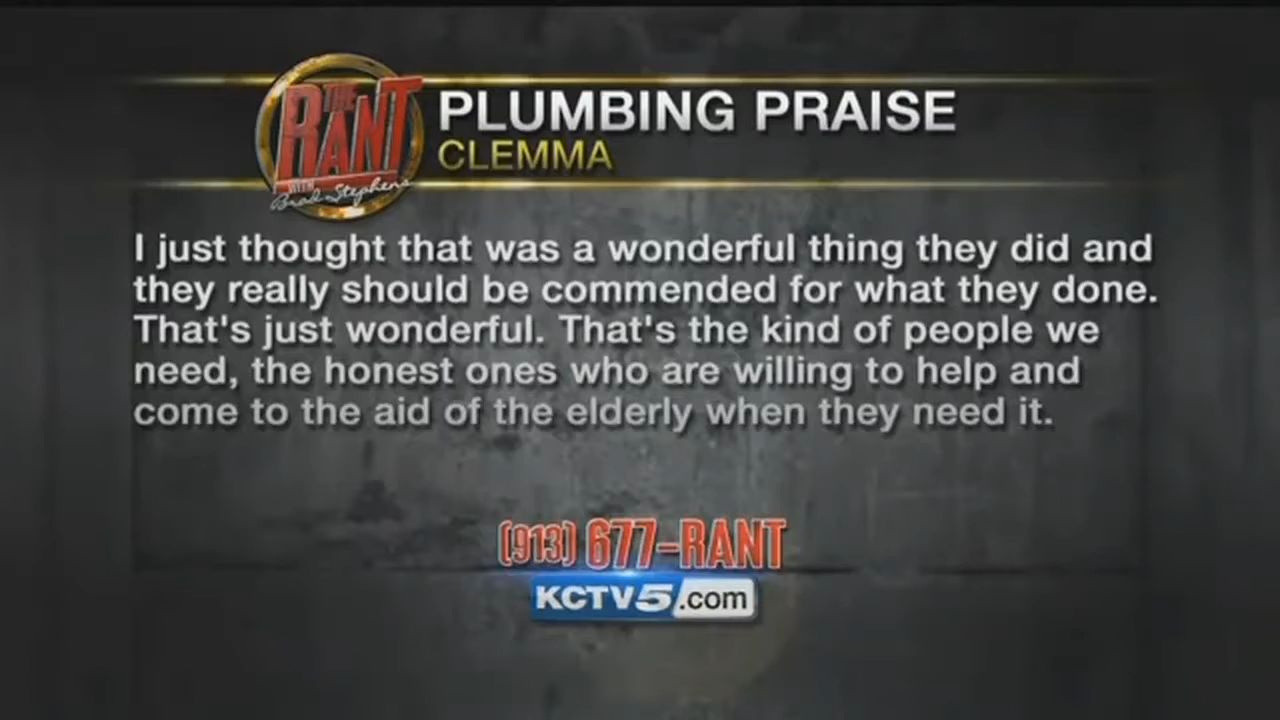 THE
RANT
WITH
Brad Stephens
PLUMBING PRAISE
CLEMMA
I just thought that was a wonderful thing they did and
they really should be commended for what they done.
That's just wonderful. That's the kind of people we
need, the honest ones who are willing to help and
come to the aid of the elderly when they need it.
(913) 677-RANT
KCTV5.com